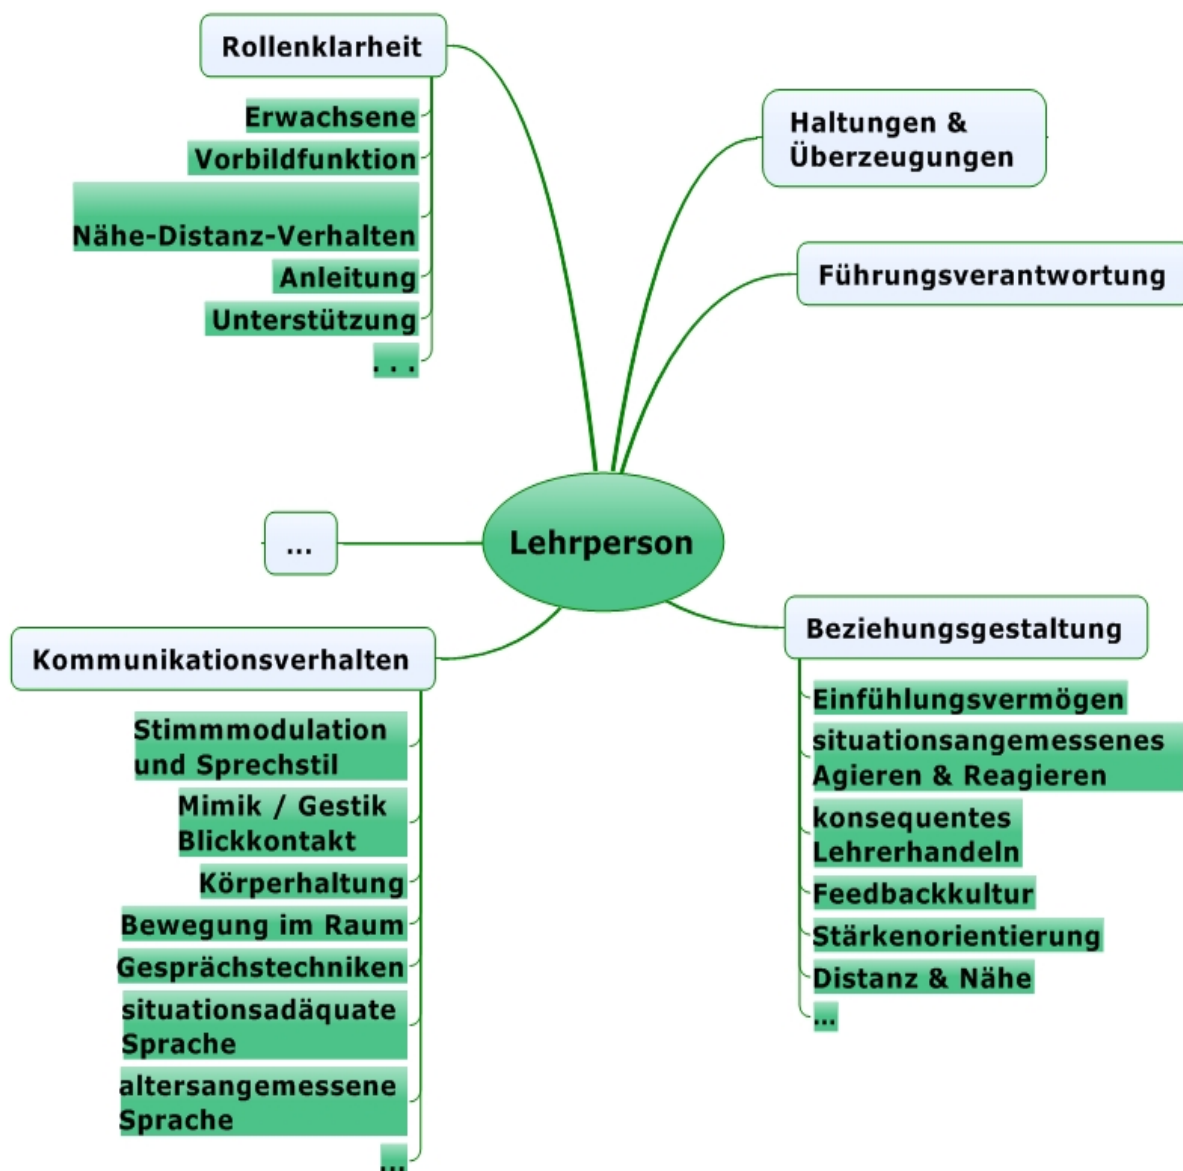 Rollenklarheit
Erwachsene
Vorbildfunktion
Nähe-Distanz-Verhalten
Anleitung
Unterstützung
. . .
Haltungen &
Überzeugungen
Führungsverantwortung
Lehrperson
...
Kommunikationsverhalten
Stimmmodulation
und Sprechstil
Mimik / Gestik
Blickkontakt
Körperhaltung
Bewegung im Raum
Gesprächstechniken
situationsadäquate
Sprache
altersangemessene
Sprache
...
Beziehungsgestaltung
Einfühlungsvermögen
situationsangemessenes
Agieren & Reagieren
konsequentes
Lehrerhandeln
Feedbackkultur
Stärkenorientierung
Distanz & Nähe
...